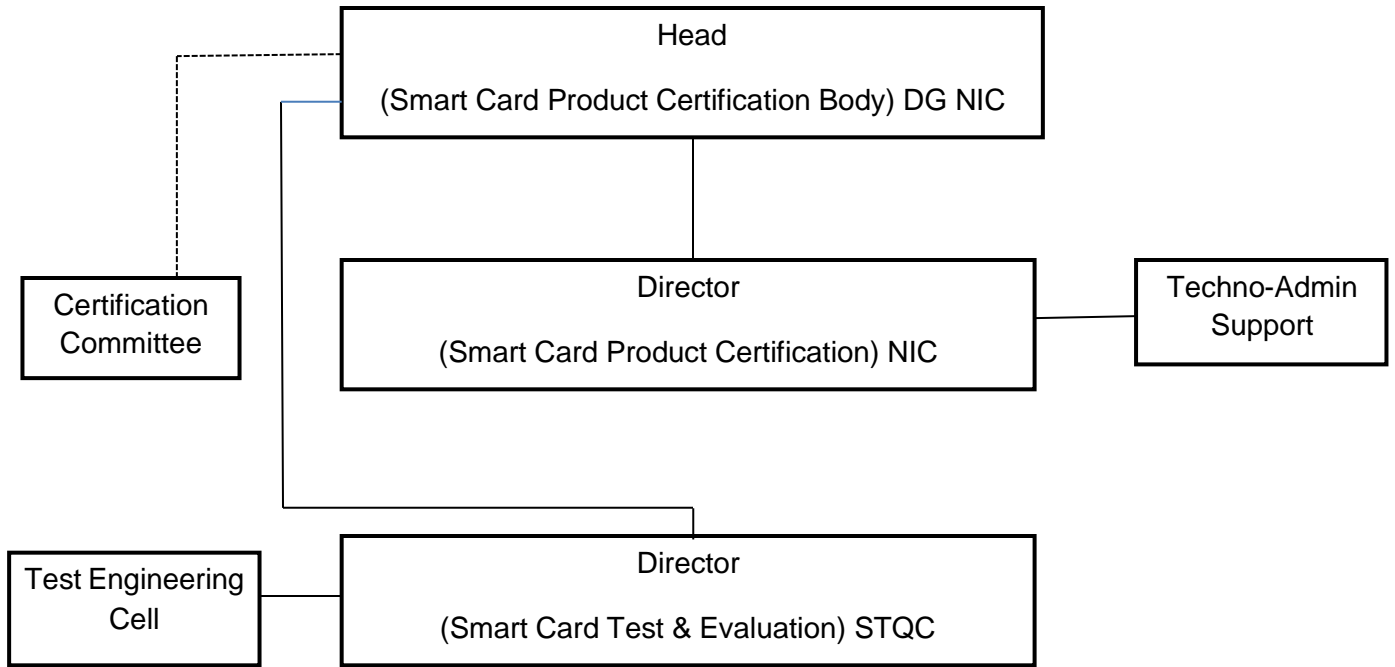 Head
(Smart Card Product Certification Body) DG NIC
Certification
Committee
Director
(Smart Card Product Certification) NIC
Techno-Admin
Support
Test Engineering
Cell
Director
(Smart Card Test & Evaluation) STQC